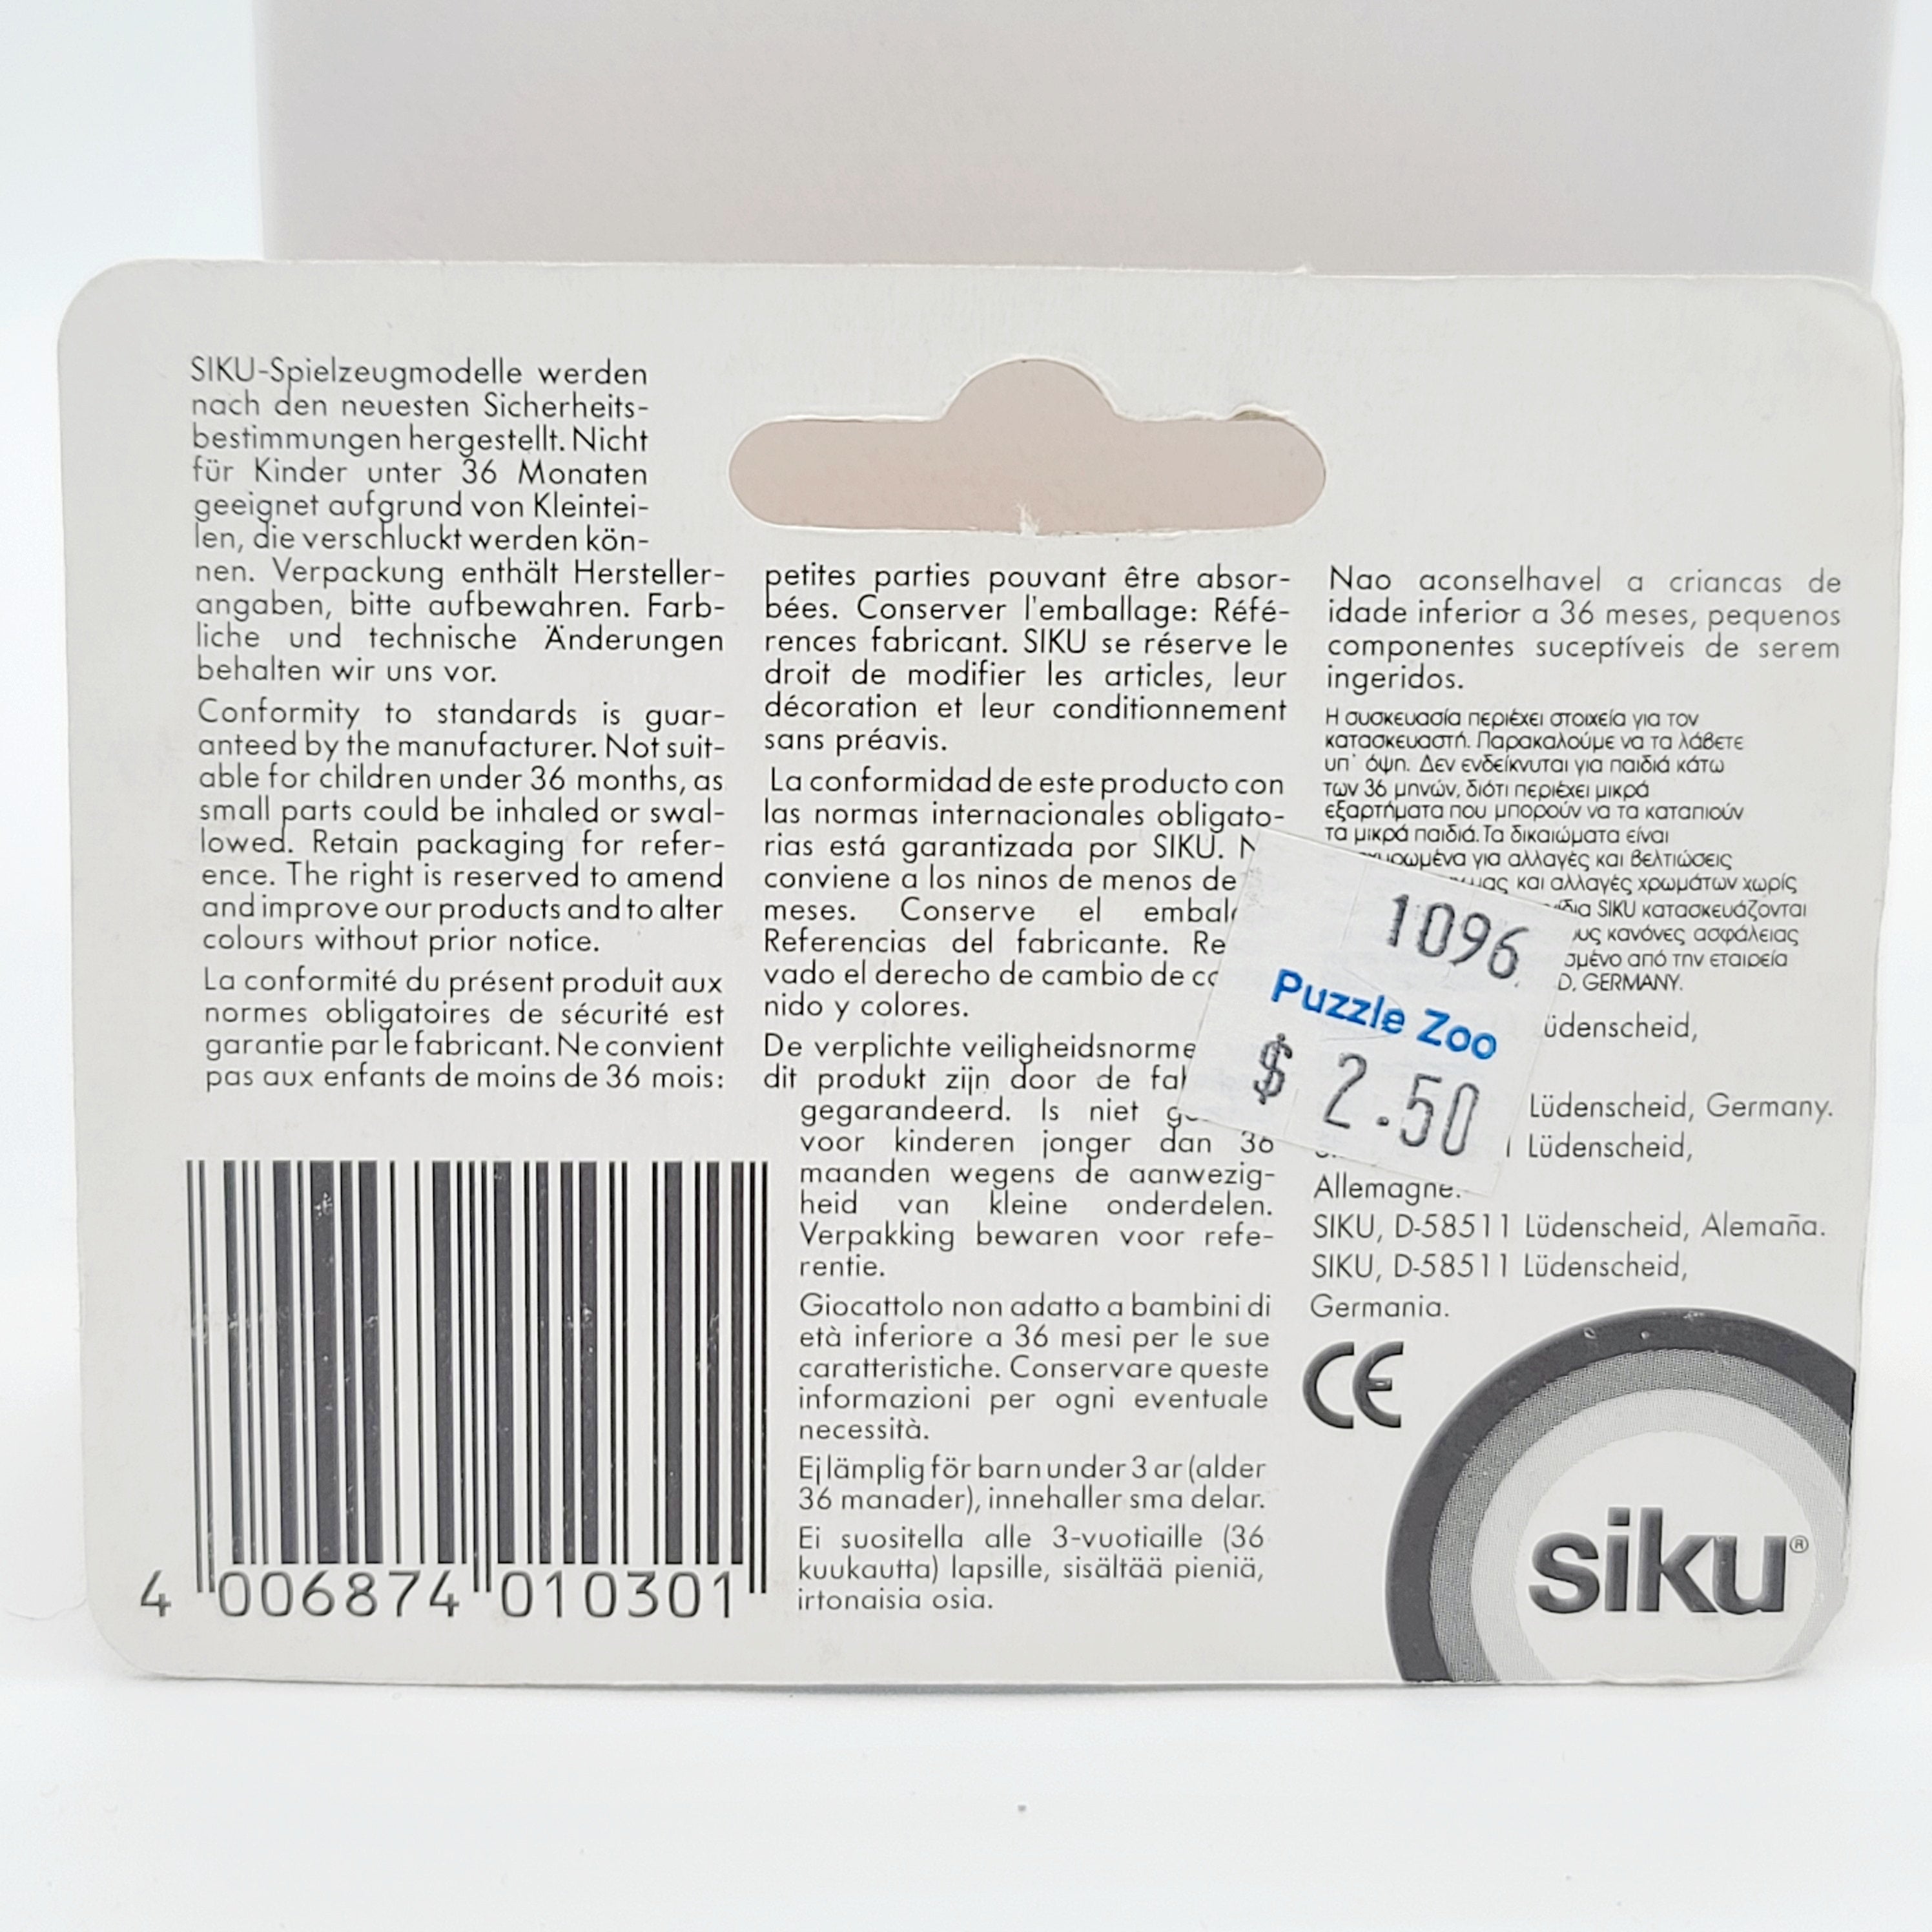 SIKU-Spielzeugmodelle werden
nach den neuesten Sicherheits-
bestimmungen hergestellt. Nicht
für Kinder unter 36 Monaten
geeignet aufgrund von Kleintei-
len, die verschluckt werden kön-
nen. Verpackung enthält Hersteller-
angaben, bitte aufbewahren. Farb-
liche und technische Änderungen
behalten wir uns vor.
Conformity to standards is guar-
anteed by the manufacturer. Not suit-
able for children under 36 months, as
small parts could be inhaled or swal-
lowed. Retain packaging for refer-
ence. The right is reserved to amend
and improve our products and to alter
colours without prior notice.
La conformité du présent produit aux
normes obligatoires de sécurité est
garantie par le fabricant. Ne convient
pas aux enfants de moins de 36 mois:
4 006874 010301
petites parties pouvant être absor-
bées. Conserver l'emballage: Réfé-
rences fabricant. SIKU se réserve le
droit de modifier les articles, leur
décoration et leur conditionnement
sans préavis.
La conformidad de este producto con
las normas internacionales obligato-
rias está garantizada por SIKU.
conviene a los ninos de menos de
meses. Conserve el
Referencias del fabricante.
vado el derecho de cambio de
nido y colores.
De verplichte
dit produkt zijn door de
gegarandeerd. Is niet
voor kinderen jonger dan 36
maanden wegens de aanwezig-
heid van kleine onderdelen.
Verpakking bewaren voor refe-
rentie.
Giocattolo non adatto a bambini di
età inferiore a 36 mesi per le sue
caratteristiche. Conservare queste
informazioni per ogni eventuale
necessità.
Ej lämplig för barn under 3 ar (alder
36 manader), innehaller sma delar.
Ei suositella alle 3-vuotiaille (36
kuukautta) lapsille, sisältää pieniä,
irtonaisia osia.
Nao aconselhavel a criancas de
idade inferior a 36 meses, pequenos
componentes suceptíveis de serem
ingeridos.
Η συσκευασία περιέχει στοιχεία για τον
κατασκευαστή. Παρακαλούμε να τα λάβετε
υπ' όψη. Δεν ενδείκνυται για παιδιά κάτω
των 36 μηνών, διότι περιέχει μικρά
εξαρτήματα που μπορούν να τα καταπιούν
τα μικρά παιδιά. Τα δικαιώματα είναι
για αλλαγές και βελτιώσεις
και αλλαγές χρωμάτων χωρίς
SIKU κατασκευάζονται
κανόνες ασφάλειας
από την εταιρεία
GERMANY.
1096
Puzzle Zoo
$ 2.50
Lüdenscheid, Germany.
Lüdenscheid,
Allemagne.
SIKU, D-58511 Lüdenscheid, Alemaña.
SIKU, D-58511 Lüdenscheid,
Germania.
CE
siku®